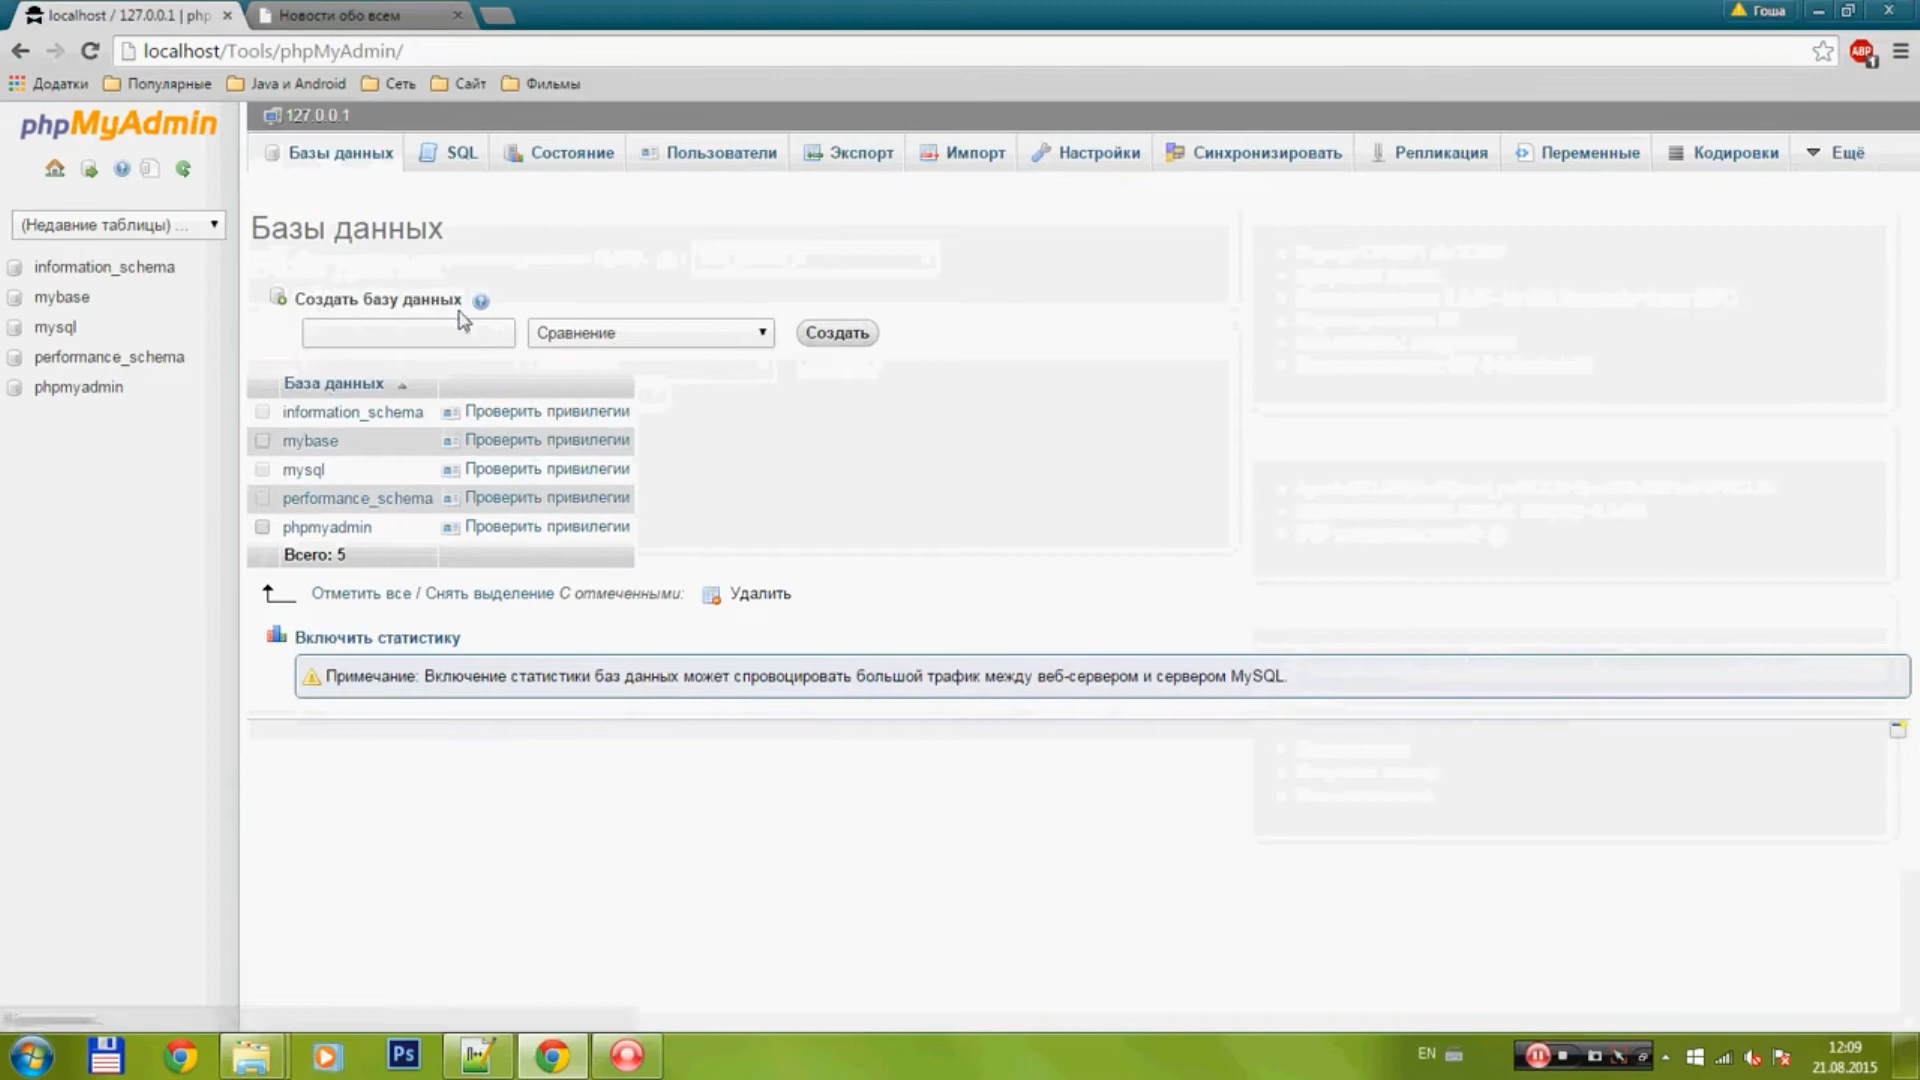 localhost / 127.0.0.1 | php
Новости обо всем
Гоша
localhost/Tools/phpMyAdmin/
ABP
1
Додатки
Популярные
Java и Android
Сеть
Сайт
Фильмы
phpMyAdmin
127.0.0.1
Базы данных
SQL
Состояние
Пользователи
Экспорт
Импорт
Настройки
Синхронизировать
Репликация
Переменные
Кодировки
Ещё
(Недавние таблицы) ...
information_schema
mybase
mysql
performance_schema
phpmyadmin
Базы данных
Создать базу данных
Сравнение
Создать
База данных
information_schema Проверить привилегии
mybase Проверить привилегии
mysql Проверить привилегии
performance_schema Проверить привилегии
phpmyadmin Проверить привилегии
Всего: 5
Отметить все / Снять выделение С отмеченными: Удалить
Включить статистику
Примечание: Включение статистики баз данных может спровоцировать большой трафик между веб-сервером и сервером MySQL.
Ps
EN
12:09
21.08.2015